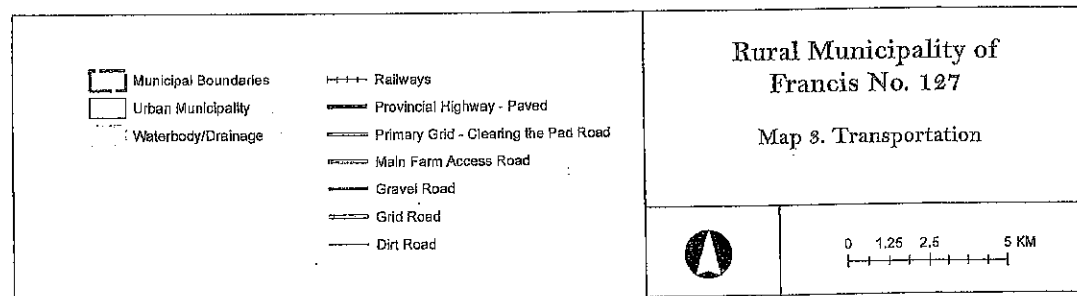 Municipal Boundaries
Urban Municipality
Waterbody/Drainage
Railways
Provincial Highway - Paved
Primary Grid - Clearing the Pad Road
Main Farm Access Road
Gravel Road
Grid Road
Dirt Road
Rural Municipality of
Francis No. 127
Map 3. Transportation
0 1.25 2.5 5 KM